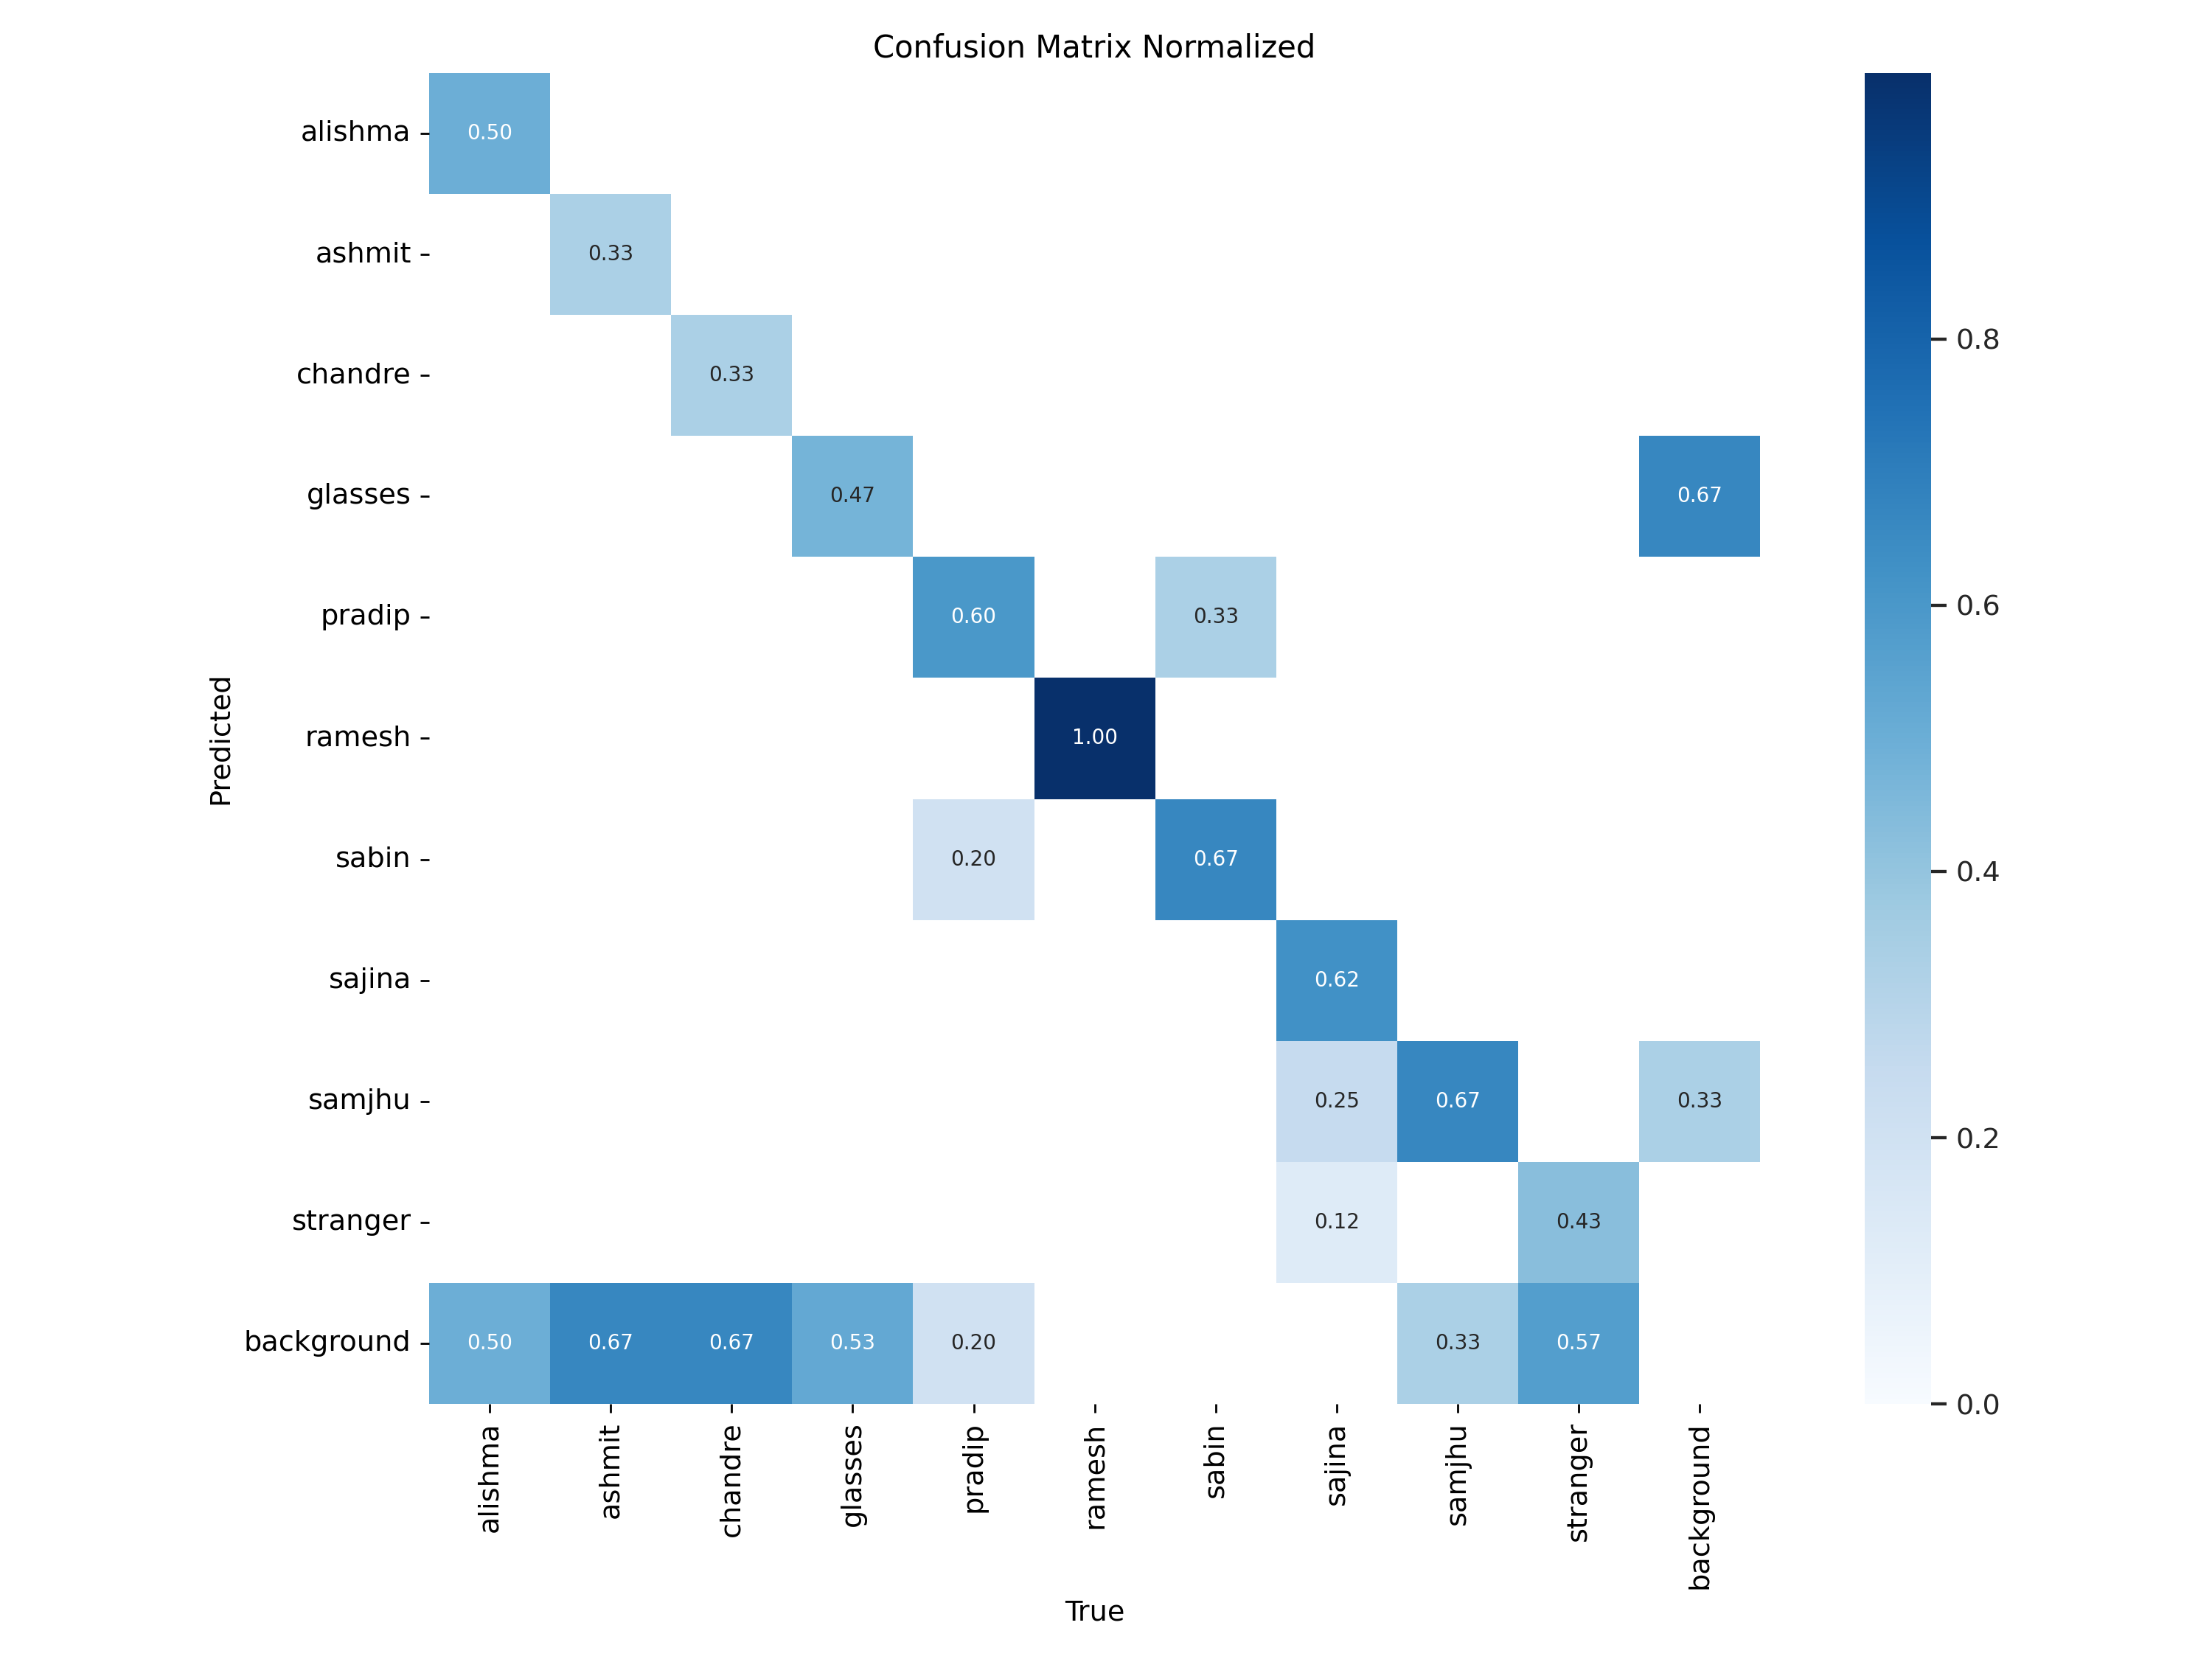 Confusion Matrix Normalized
alishma 0.50
ashmit 0.33
chandre 0.33
glasses 0.47 0.67
pradip 0.60 0.33
ramesh 1.00
sabin 0.20 0.67
sajina 0.62
samjhu 0.25 0.67 0.33
stranger 0.12 0.43
background 0.50 0.67 0.67 0.53 0.20 0.33 0.57
Predicted
alishma ashmit chandre glasses pradip ramesh sabin sajina samjhu stranger background
True
0.8
0.6
0.4
0.2
0.0